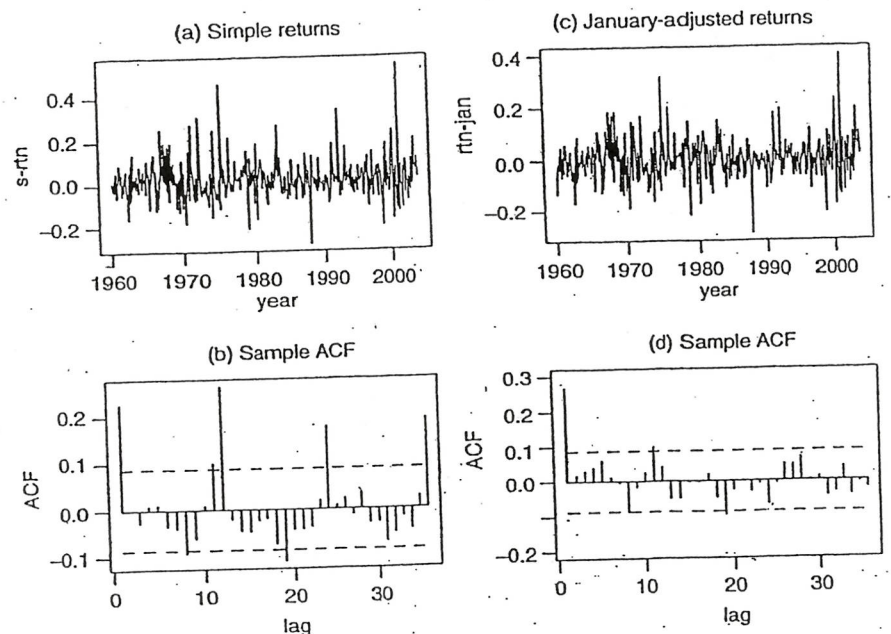 (a) Simple returns
s-rtn
0.4
0.2
0.0
−0.2
1960 1970 1980 1990 2000
year
(c) January-adjusted returns
rtn-jan
0.4
0.2
0.0
−0.2
1960 1970 1980 1990 2000
year
(b) Sample ACF
ACF
0.2
0.1
0.0
−0.1
0 10 20 30
lag
(d) Sample ACF
ACF
0.3
0.2
0.1
0.0
−0.2
0 10 20 30
lag